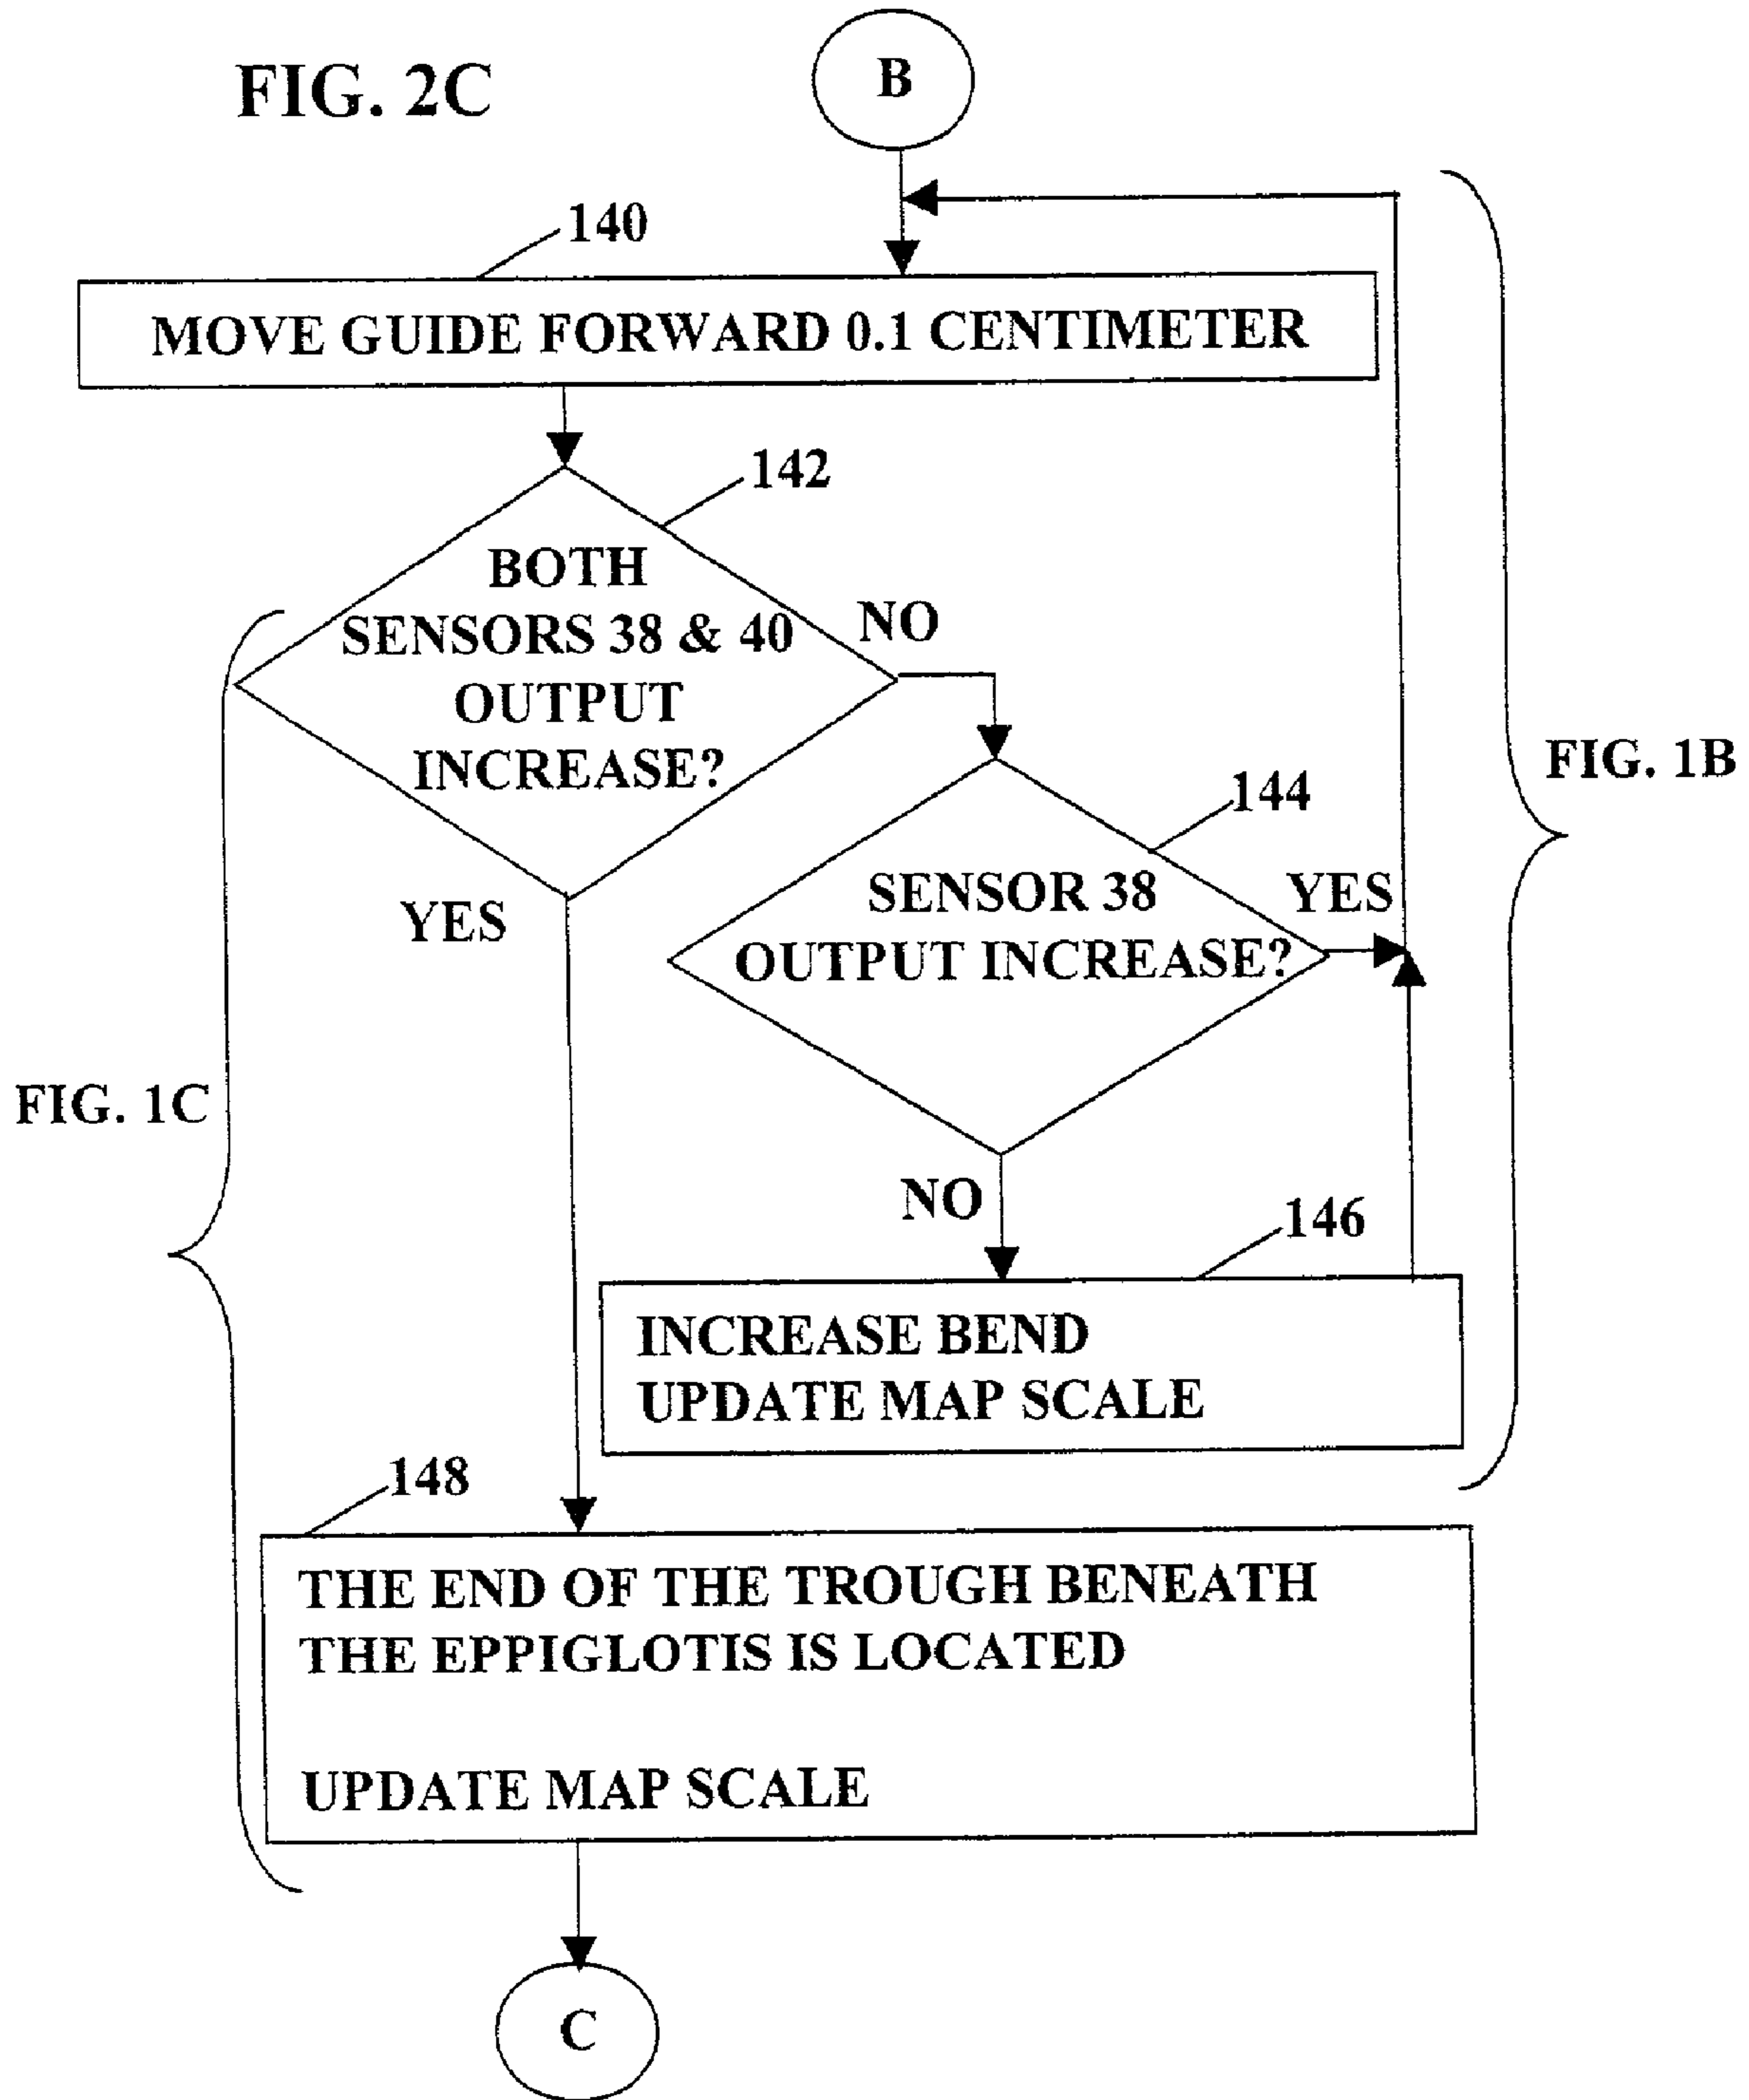 FIG. 2C
B
140
MOVE GUIDE FORWARD 0.1 CENTIMETER
142
BOTH
SENSORS 38 & 40
OUTPUT
INCREASE?
NO
YES
FIG. 1B
144
SENSOR 38
OUTPUT INCREASE?
YES
NO
FIG. 1C
146
INCREASE BEND
UPDATE MAP SCALE
148
THE END OF THE TROUGH BENEATH
THE EPPIGLOTIS IS LOCATED
UPDATE MAP SCALE
C